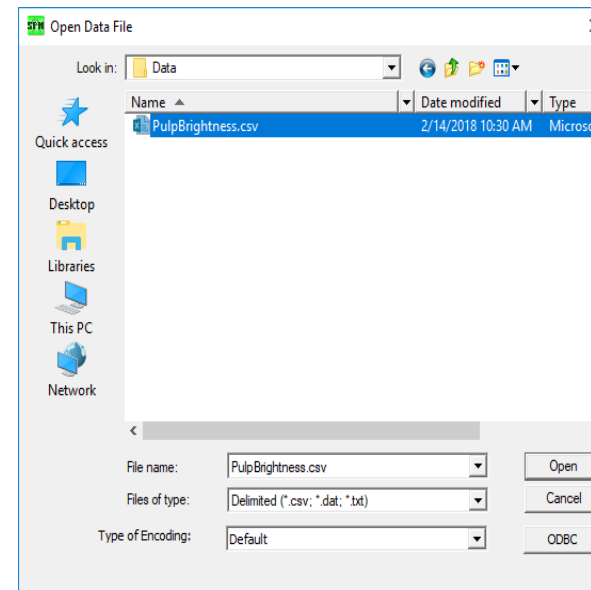 SPM Open Data File
Look in: Data
Name Date modified Type
PulpBrightness.csv 2/14/2018 10:30 AM Microso
Quick access
Desktop
Libraries
This PC
Network
File name: PulpBrightness.csv Open
Files of type: Delimited (*.csv; *.dat; *.txt) Cancel
Type of Encoding: Default ODBC